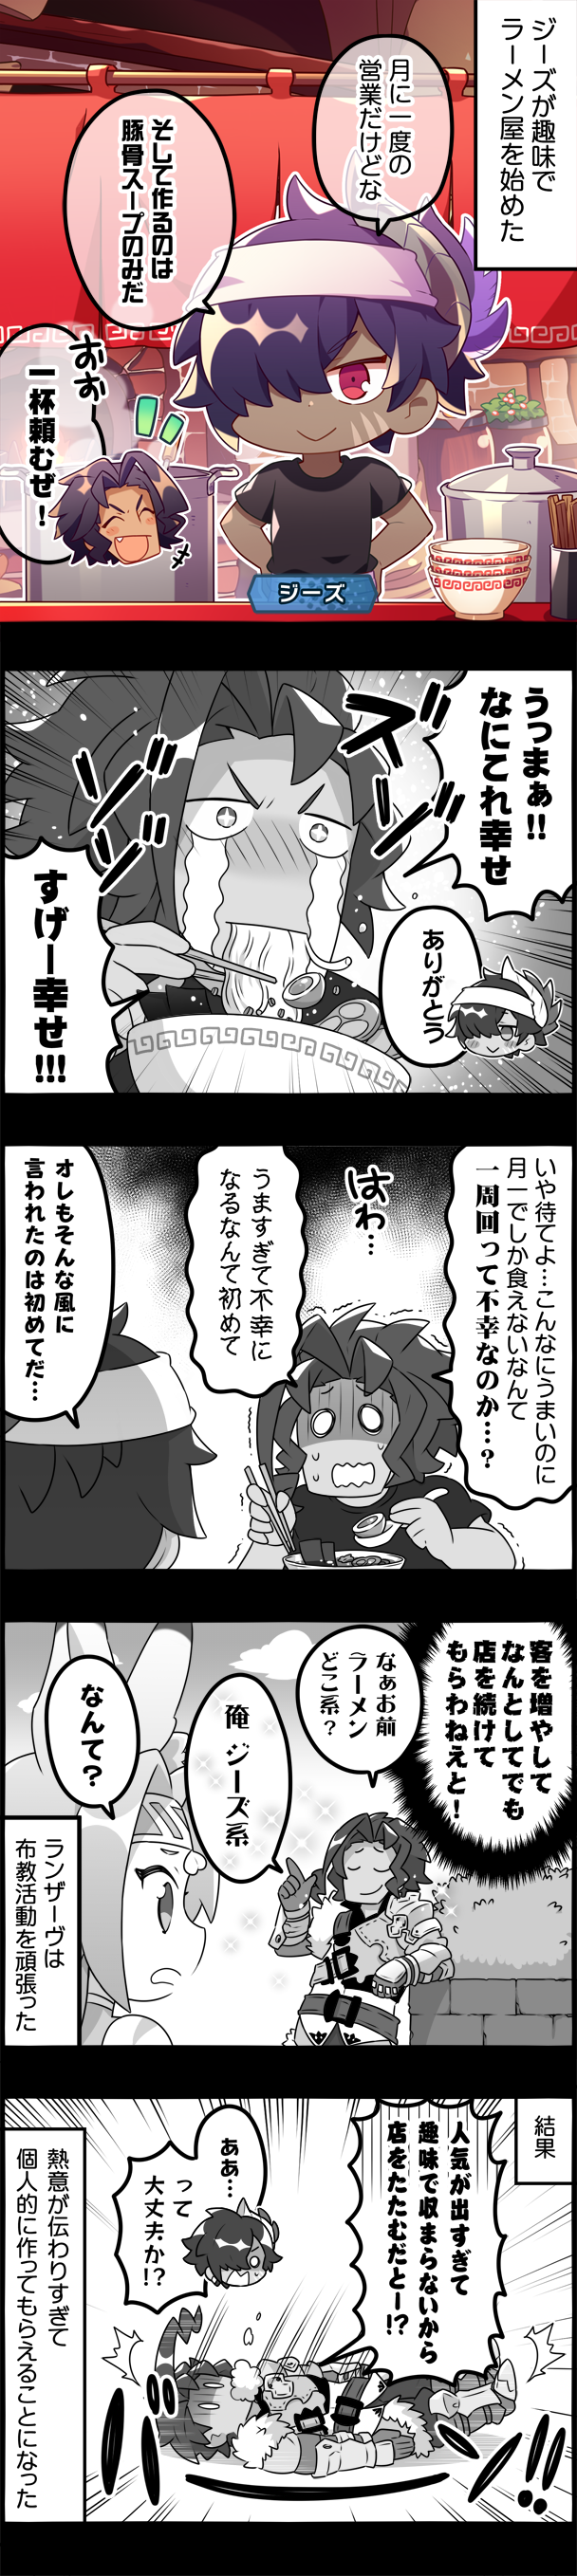 ジーズが趣味で
ラーメン屋を始めた
月に一度の
営業だけどな
そして作るのは
豚骨スープのみだ
おお
一杯頼むぜ!
ジーズ
うっまぁ!!
なにこれ幸せ
ズゾゾゾ
ありがとう
すげー幸せ!!!
いや待てよ…こんなにうまいのに
月一でしか食えないなんて
一周回って不幸なのか…?
はわ…
うますぎて不幸に
なるなんて初めて
オレもそんな風に
言われたのは初めてだ…
客を増やして
なんとしてでも
店を続けて
もらわねえと!
なぁお前
ラーメン
どこ系?
俺 ジーズ系
なんて?
ランザーヴは
布教活動を頑張った
結果
人気が出すぎて
趣味で収まらないから
店をたたむだとー!?
ああ…
って
大丈夫か!?
熱意が伝わりすぎて
個人的に作ってもらえることになった